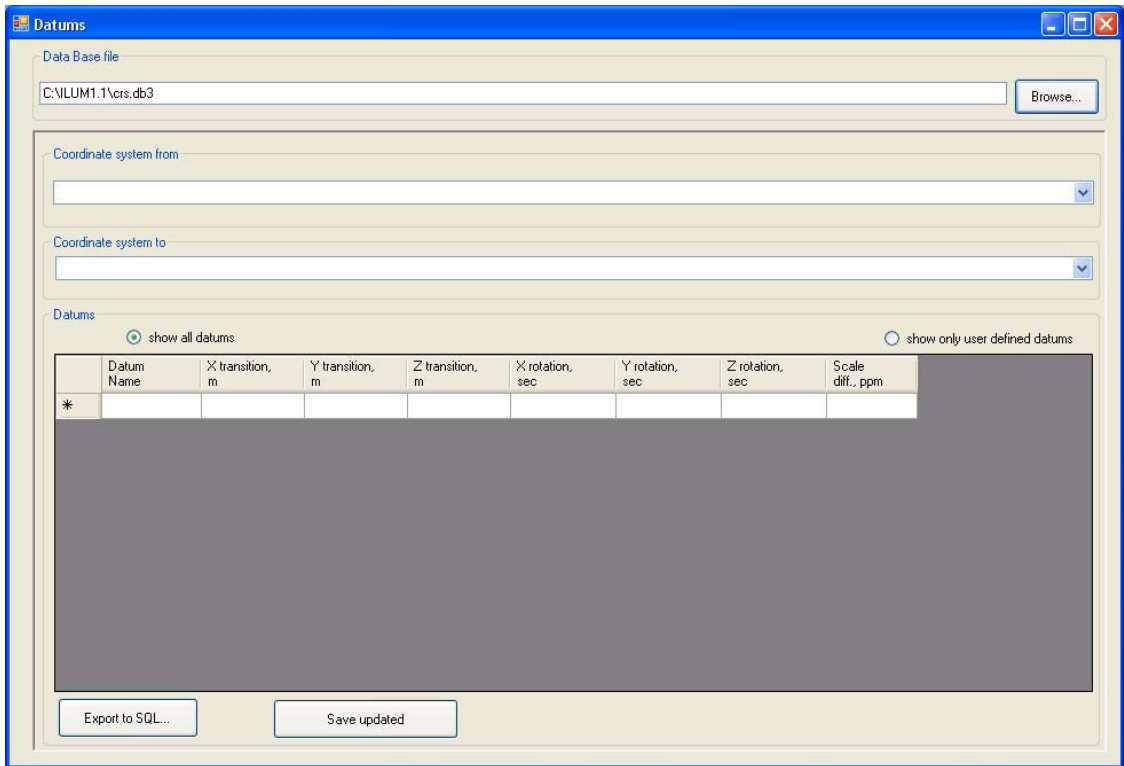 Datums
Data Base file
C:\ILUM1.1\crs.db3
Browse...
Coordinate system from
Coordinate system to
Datums
show all datums
show only user defined datums
Datum Name
X transition, m
Y transition, m
Z transition, m
X rotation, sec
Y rotation, sec
Z rotation, sec
Scale diff., ppm
*
Export to SQL...
Save updated